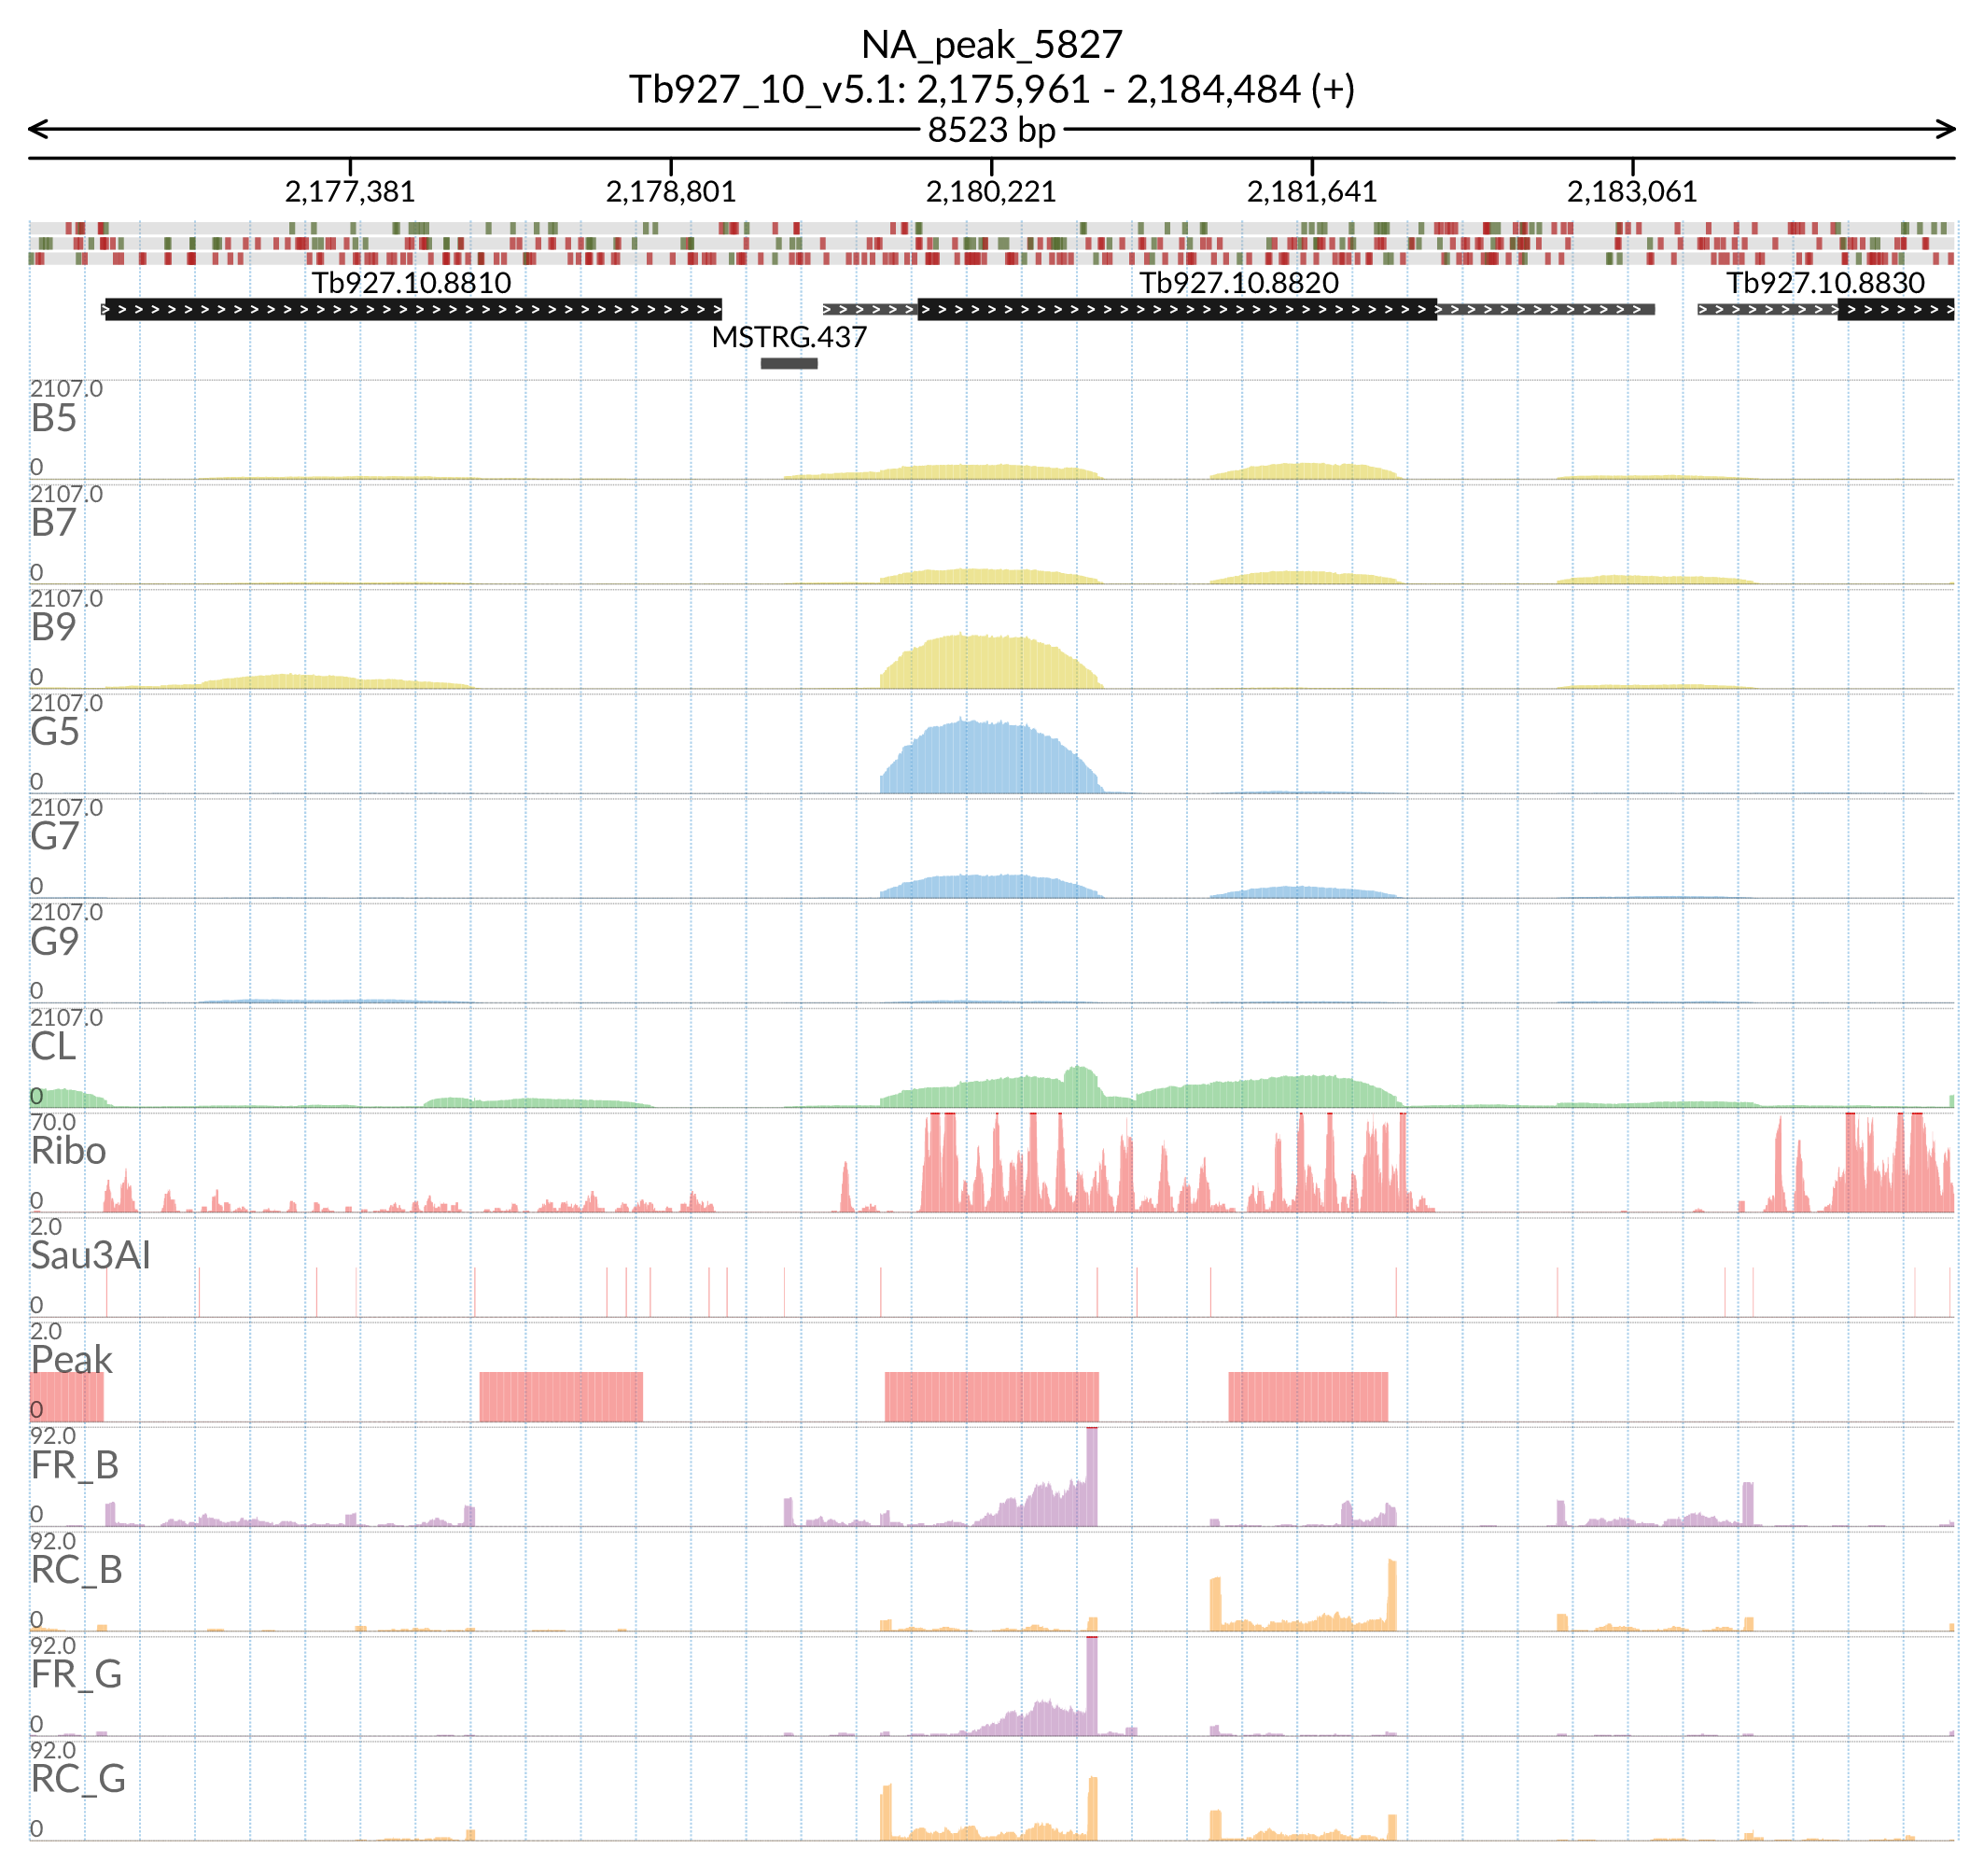 NA_peak_5827
Tb927_10_v5.1: 2,175,961 - 2,184,484 (+)
8523 bp
2,177,381 2,178,801 2,180,221 2,181,641 2,183,061
Tb927.10.8810 Tb927.10.8820 Tb927.10.8830
MSTRG.437
2107.0
B5
0
2107.0
B7
0
2107.0
B9
0
2107.0
G5
0
2107.0
G7
0
2107.0
G9
0
2107.0
CL
0
70.0
Ribo
0
2.0
Sau3AI
0
2.0
Peak
0
92.0
FR_B
0
92.0
RC_B
0
92.0
FR_G
0
92.0
RC_G
0